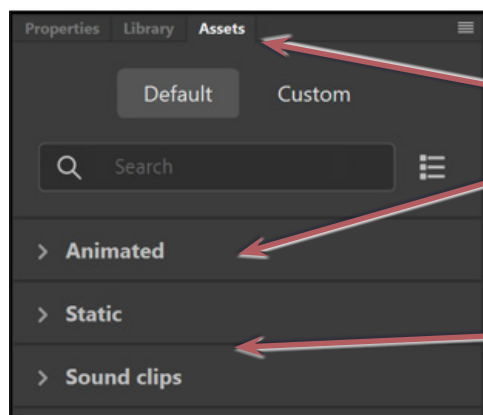 Properties Library Assets
Default Custom
Search
Animated
Static
Sound clips